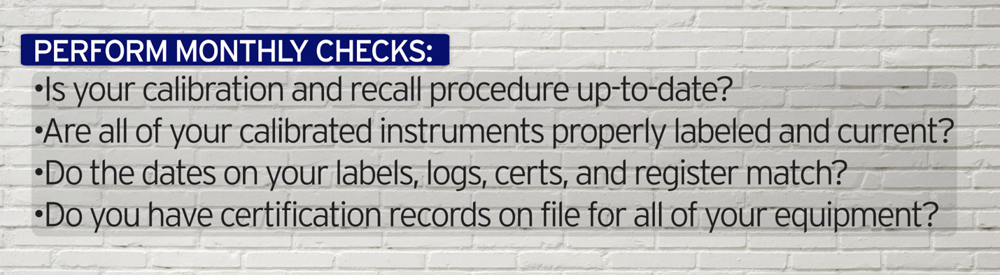 PERFORM MONTHLY CHECKS:
•Is your calibration and recall procedure up-to-date?
•Are all of your calibrated instruments properly labeled and current?
•Do the dates on your labels, logs, certs, and register match?
•Do you have certification records on file for all of your equipment?